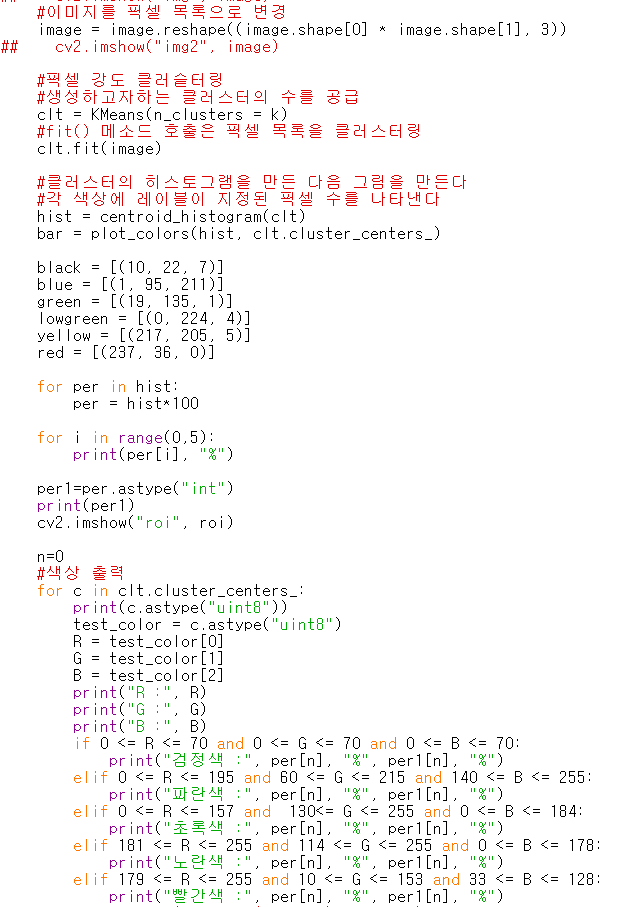 #이미지를 픽셀 목록으로 변경
image = image.reshape((image.shape[0] * image.shape[1], 3))
## cv2.imshow("img2", image)
#픽셀 강도 클러슬터링
#생성하고자하는 클러스터의 수를 공급
clt = KMeans(n_clusters = k)
#fit() 메소드 호출은 픽셀 목록을 클러스터링
clt.fit(image)
#클러스터의 히스토그램을 만든 다음 그림을 만든다
#각 색상에 레이블이 지정된 픽셀 수를 나타낸다
hist = centroid_histogram(clt)
bar = plot_colors(hist, clt.cluster_centers_)
black = [(10, 22, 7)]
blue = [(1, 95, 211)]
green = [(19, 135, 1)]
lowgreen = [(0, 224, 4)]
yellow = [(217, 205, 5)]
red = [(237, 36, 0)]
for per in hist:
per = hist*100
for i in range(0,5):
print(per[i], "%")
per1=per.astype("int")
print(per1)
cv2.imshow("roi", roi)
n=0
#색상 출력
for c in clt.cluster_centers_:
print(c.astype("uint8"))
test_color = c.astype("uint8")
R = test_color[0]
G = test_color[1]
B = test_color[2]
print("R :", R)
print("G :", G)
print("B :", B)
if 0 <= R <= 70 and 0 <= G <= 70 and 0 <= B <= 70:
print("검정색 :", per[n], "%", per1[n], "%")
elif 0 <= R <= 195 and 60 <= G <= 215 and 140 <= B <= 255:
print("파란색 :", per[n], "%", per1[n], "%")
elif 0 <= R <= 157 and  130<= G <= 255 and 0 <= B <= 184:
print("초록색 :", per[n], "%", per1[n], "%")
elif 181 <= R <= 255 and 114 <= G <= 255 and 0 <= B <= 178:
print("노란색 :", per[n], "%", per1[n], "%")
elif 179 <= R <= 255 and 10 <= G <= 153 and 33 <= B <= 128:
print("빨간색 :", per[n], "%", per1[n], "%")